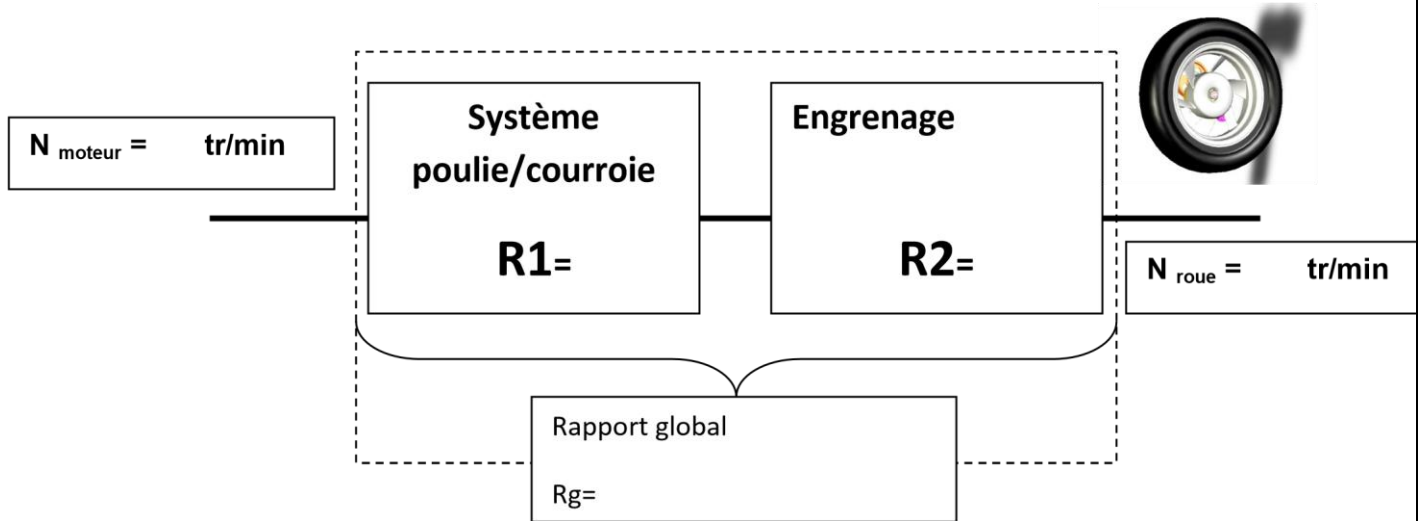 N moteur = tr/min
Système
poulie/courroie
R1=
Engrenage
R2=
N roue = tr/min
Rapport global
Rg=